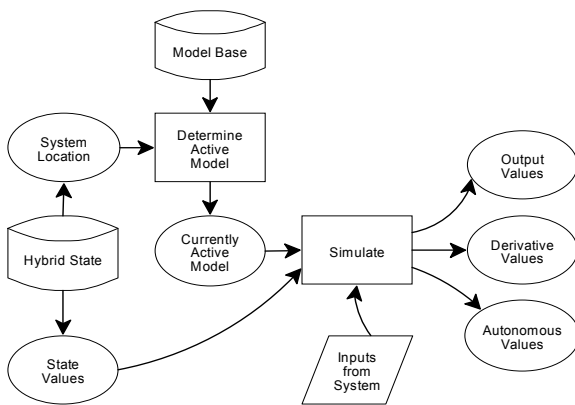 Model Base
System
Location
Determine
Active
Model
Output
Values
Hybrid State
Currently
Active
Model
Simulate
Derivative
Values
State
Values
Inputs
from
System
Autonomous
Values